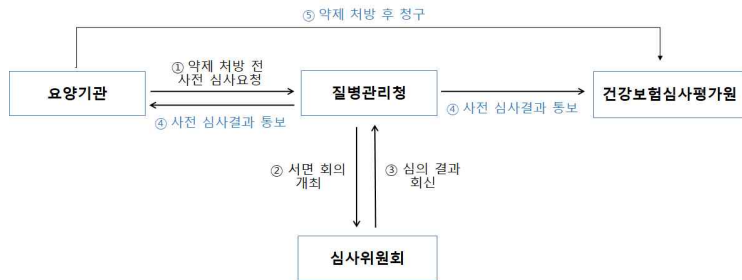 ⑤ 약제 처방 후 청구
① 약제 처방 전
사전 심사요청
요양기관
질병관리청
건강보험심사평가원
④ 사전 심사결과 통보
④ 사전 심사결과 통보
② 서면 회의
개최
③ 심의 결과
회신
심사위원회